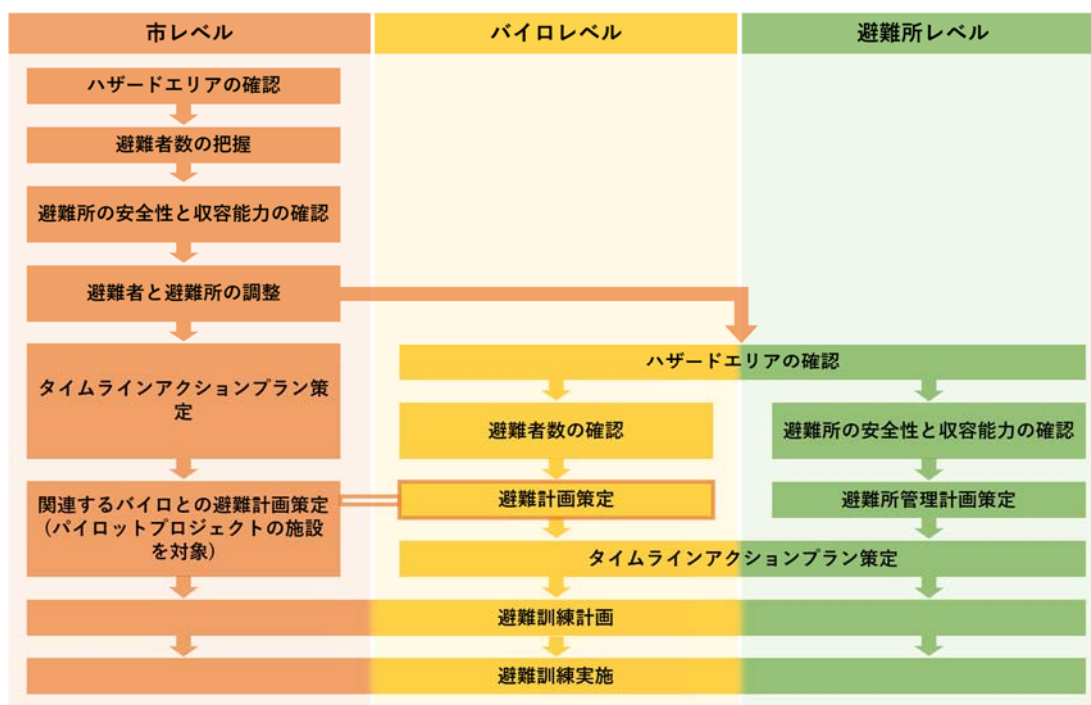 市レベル
バイロレベル
避難所レベル
ハザードエリアの確認
避難者数の把握
避難所の安全性と収容能力の確認
避難者と避難所の調整
タイムラインアクションプラン策
定
関連するバイロとの避難計画策定
(パイロットプロジェクトの施設
を対象)
ハザードエリアの確認
避難者数の確認
避難所の安全性と収容能力の確認
避難計画策定
避難所管理計画策定
タイムラインアクションプラン策定
避難訓練計画
避難訓練実施